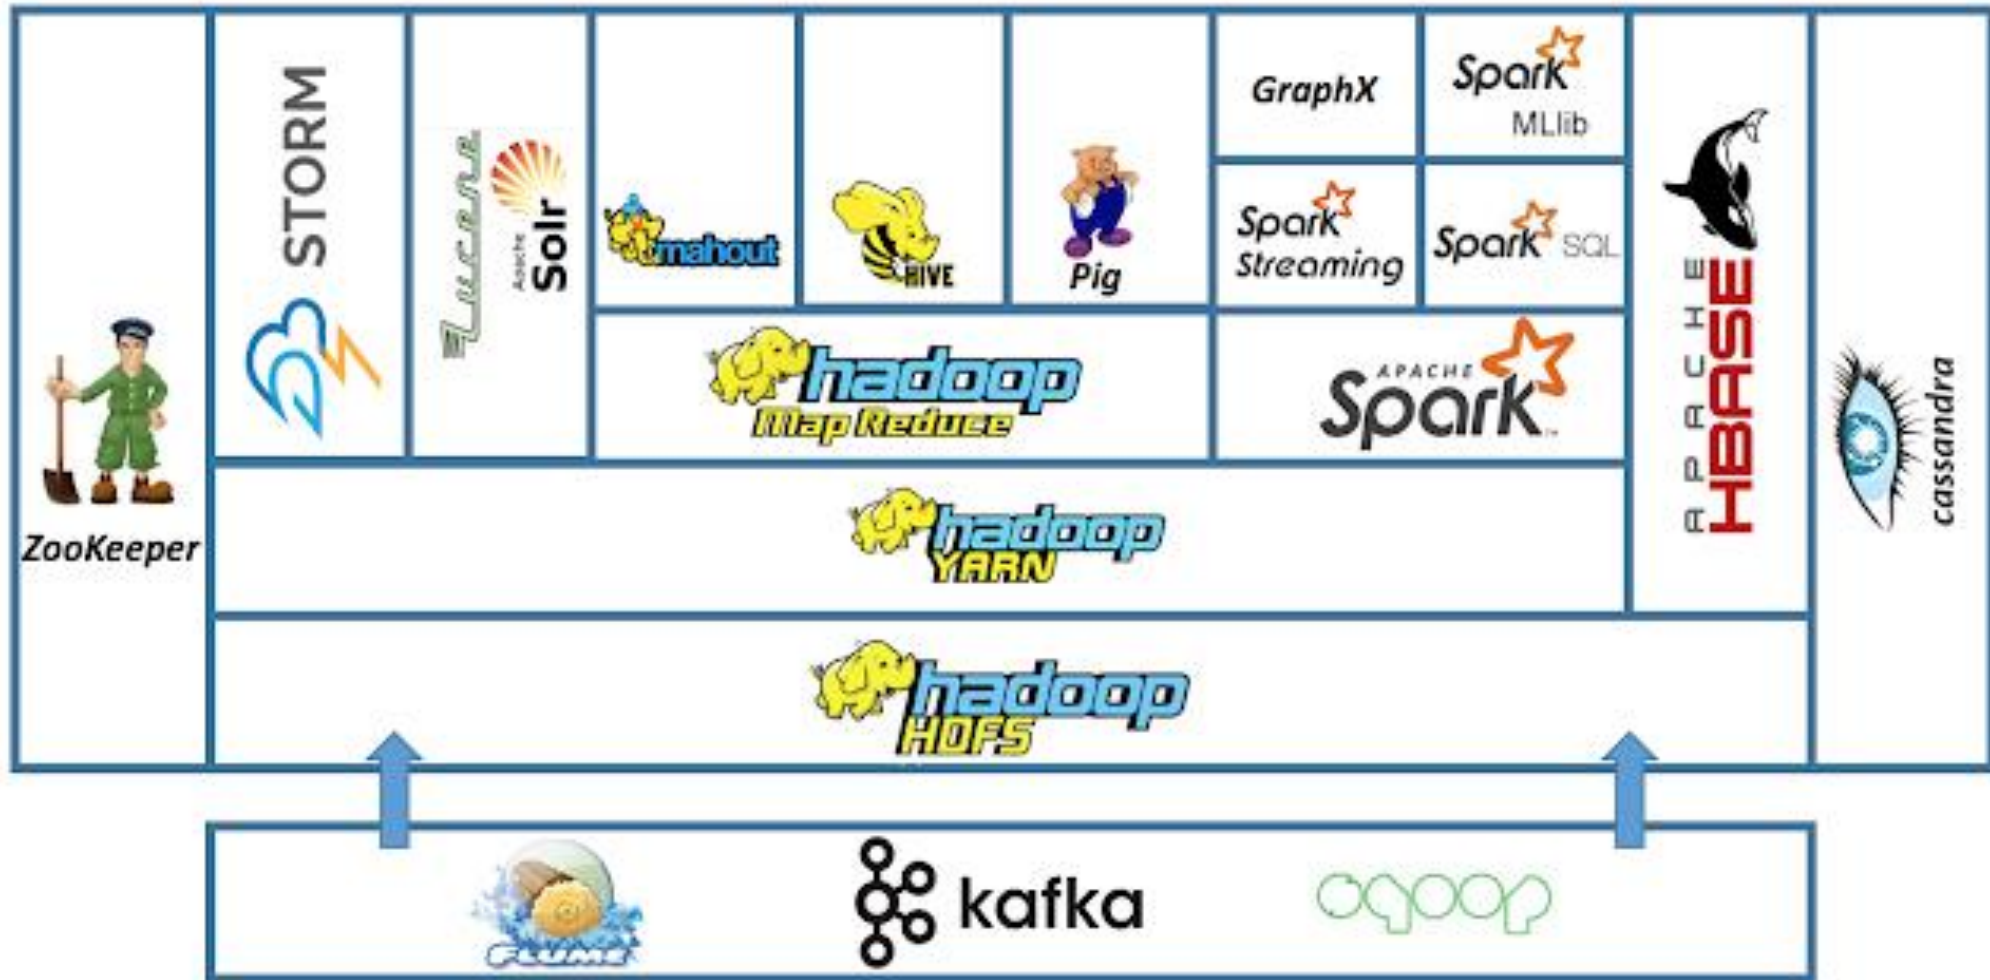 ZooKeeper
STORM
Lucene
Apache
Solr
mahout
HIVE
Pig
GraphX
Spark
MLlib
Spark
Streaming
Spark SQL
hadoop
Map Reduce
APACHE
Spark
APACHE
HBASE
cassandra
hadoop
YARN
hadoop
HDFS
FLUME
kafka
sqoop